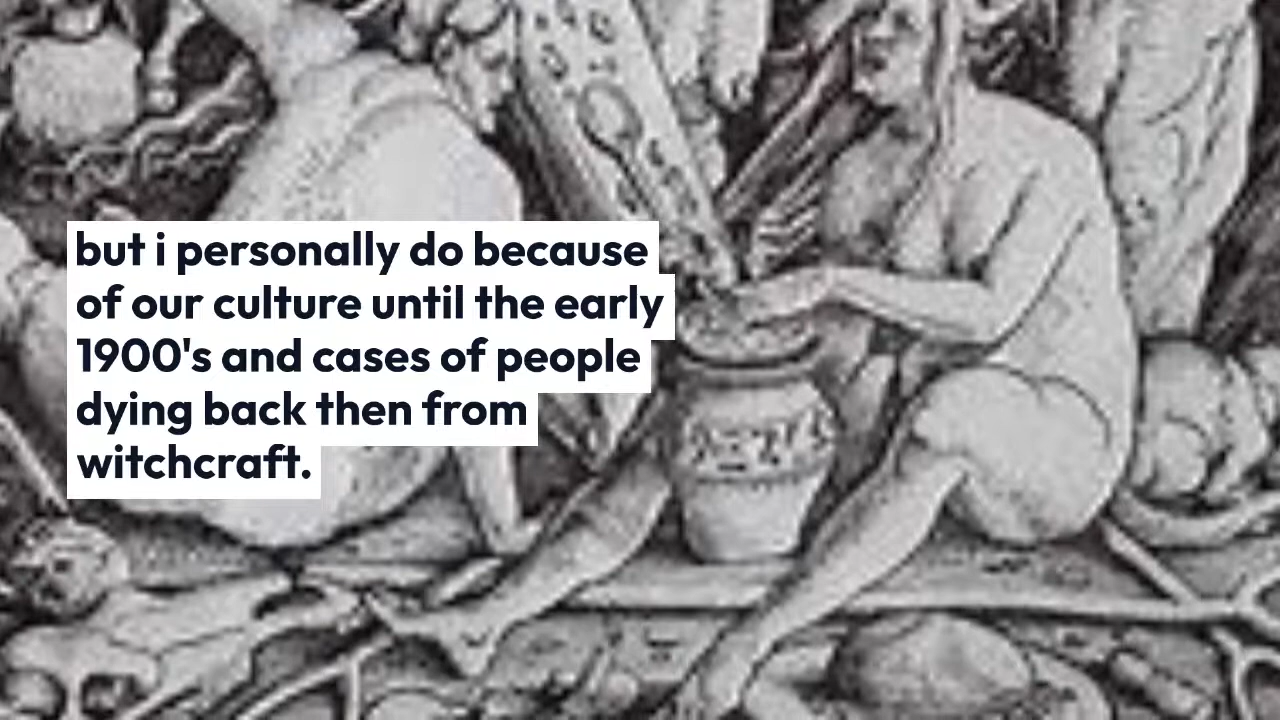 but i personally do because
of our culture until the early
1900's and cases of people
dying back then from
witchcraft.